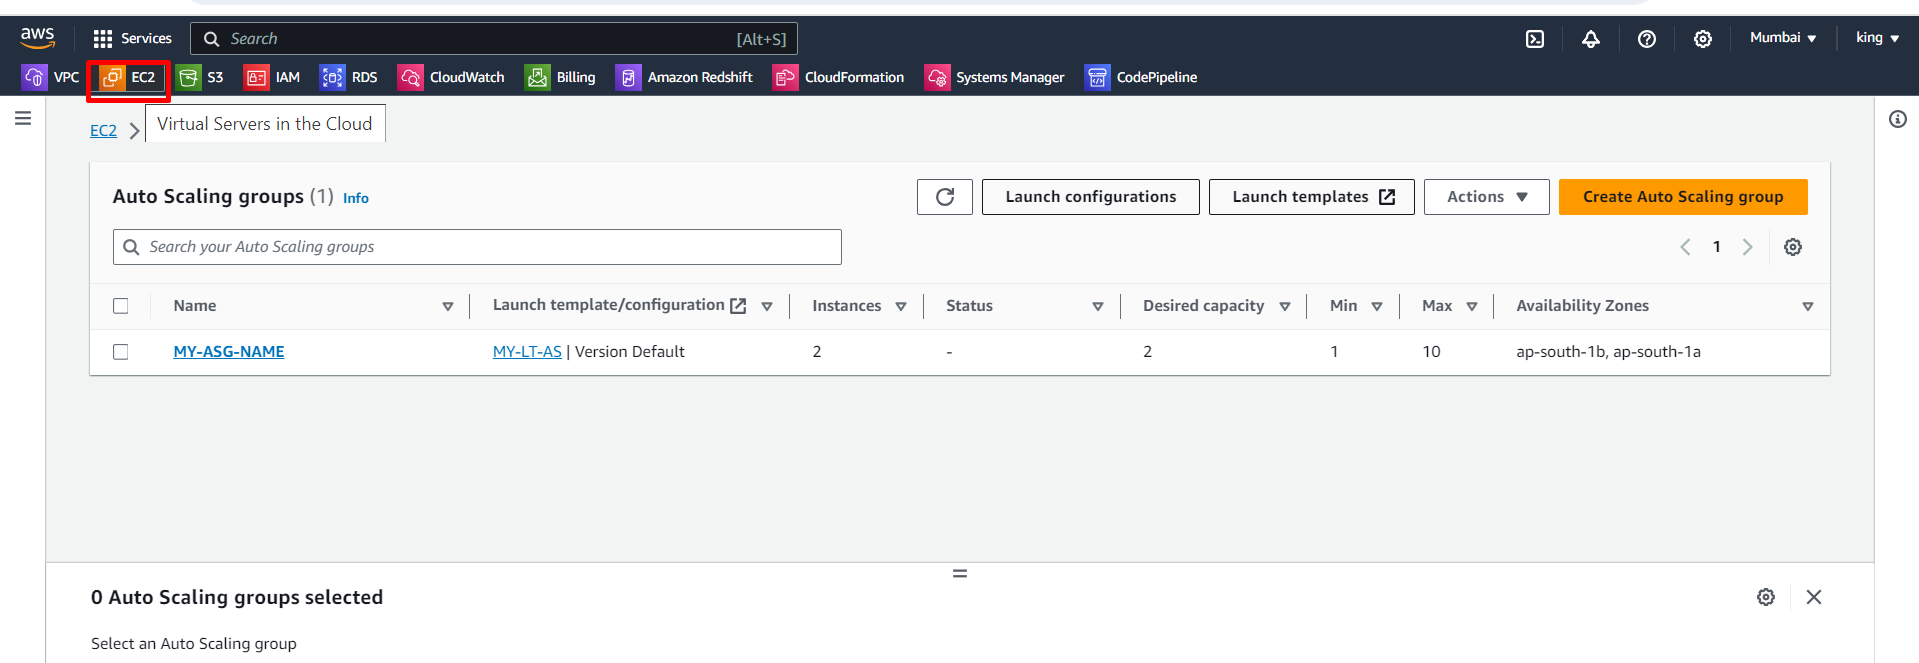 aws Services Search [Alt+S] Mumbai king
VPC EC2 S3 IAM RDS CloudWatch Billing Amazon Redshift CloudFormation Systems Manager CodePipeline
EC2 Virtual Servers in the Cloud
Auto Scaling groups (1) Info Launch configurations Launch templates Actions Create Auto Scaling group
Search your Auto Scaling groups 1
Name Launch template/configuration Instances Status Desired capacity Min Max Availability Zones
MY-ASG-NAME MY-LT-AS | Version Default 2 - 2 1 10 ap-south-1b, ap-south-1a
0 Auto Scaling groups selected
Select an Auto Scaling group